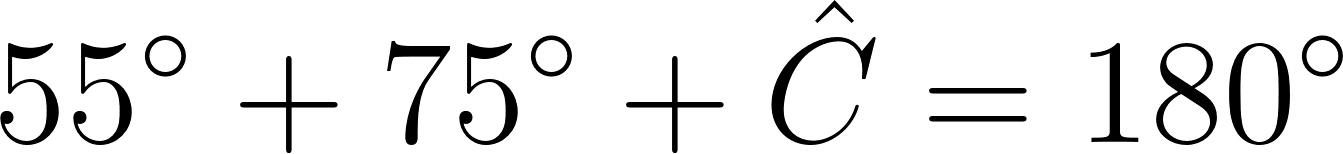 55° + 75° + Ĉ = 180°